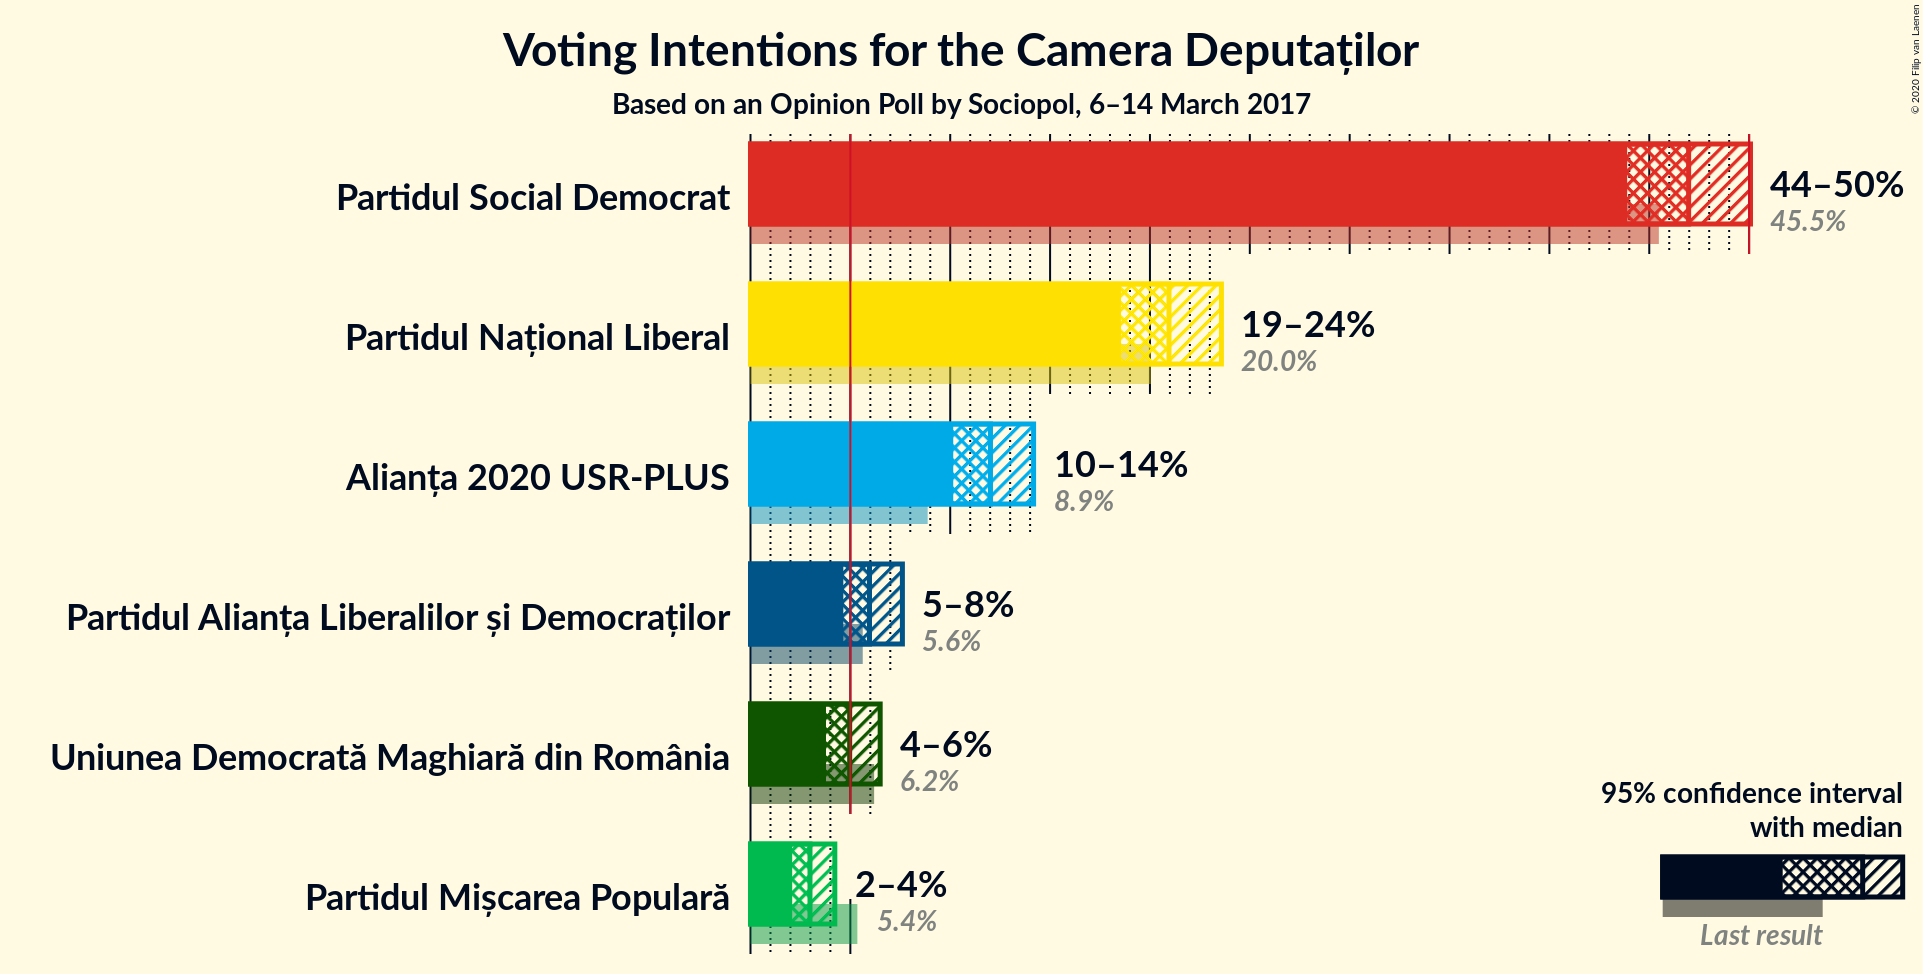 Voting Intentions for the Camera Deputaților
Based on an Opinion Poll by Sociopol, 6–14 March 2017
© 2020 Filip van Laenen
Partidul Social Democrat
44–50%
45.5%
Partidul Național Liberal
19–24%
20.0%
Alianța 2020 USR-PLUS
10–14%
8.9%
Partidul Alianța Liberalilor și Democraților
5–8%
5.6%
Uniunea Democrată Maghiară din România
4–6%
6.2%
Partidul Mișcarea Populară
2–4%
5.4%
95% confidence interval
with median
Last result